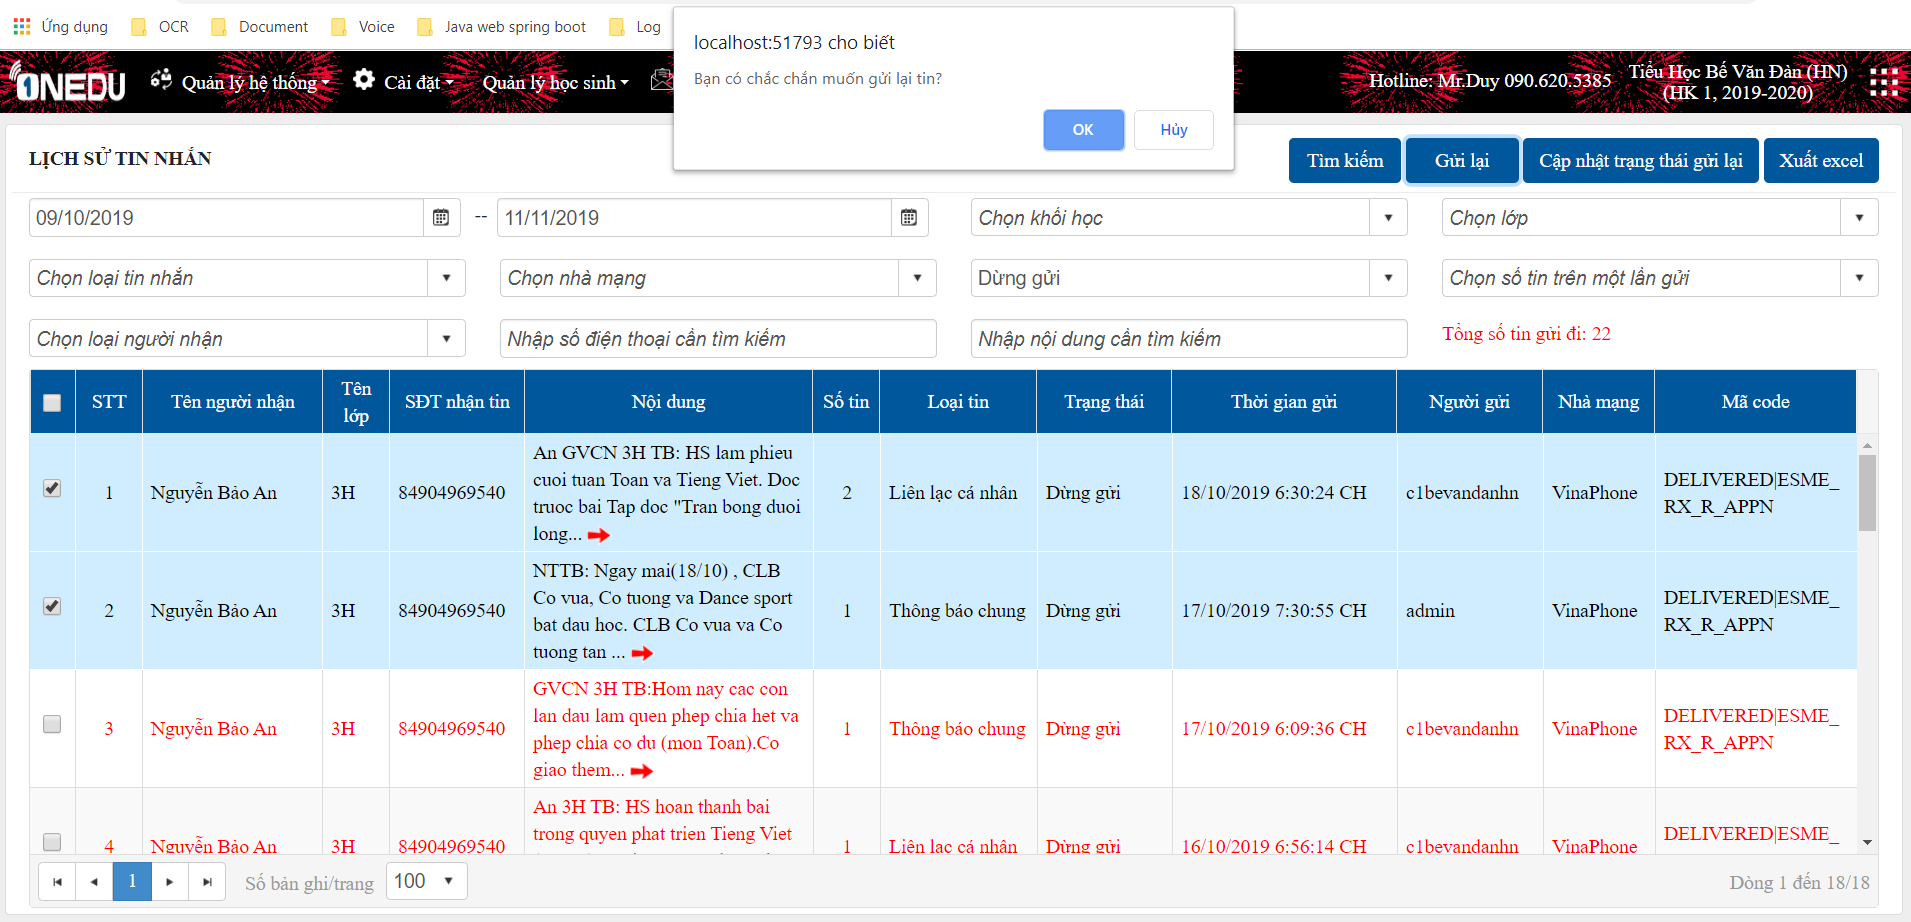 Ứng dụng OCR Document Voice Java web spring boot Log
localhost:51793 cho biết
Bạn có chắc chắn muốn gửi lại tin?
OK Hủy
ONEDU Quản lý hệ thống Cài đặt Quản lý học sinh Hotline: Mr.Duy 090.620.5385 Tiểu Học Bế Văn Đàn (HN)
(HK 1, 2019-2020)
LỊCH SỬ TIN NHẮN Tìm kiếm Gửi lại Cập nhật trạng thái gửi lại Xuất excel
09/10/2019 -- 11/11/2019 Chọn khối học Chọn lớp
Chọn loại tin nhắn Chọn nhà mạng Dừng gửi Chọn số tin trên một lần gửi
Chọn loại người nhận Nhập số điện thoại cần tìm kiếm Nhập nội dung cần tìm kiếm Tổng số tin gửi đi: 22
STT Tên người nhận Tên lớp SĐT nhận tin Nội dung Số tin Loại tin Trạng thái Thời gian gửi Người gửi Nhà mạng Mã code
An GVCN 3H TB: HS lam phieu
cuoi tuan Toan va Tieng Viet. Doc
truoc bai Tap doc "Tran bong duoi
long...
1 Nguyễn Bảo An 3H 84904969540 2 Liên lạc cá nhân Dừng gửi 18/10/2019 6:30:24 CH c1bevandanhn VinaPhone DELIVERED|ESME_
RX_R_APPN
NTTB: Ngay mai(18/10) , CLB
Co vua, Co tuong va Dance sport
bat dau hoc. CLB Co vua va Co
tuong tan ...
2 Nguyễn Bảo An 3H 84904969540 1 Thông báo chung Dừng gửi 17/10/2019 7:30:55 CH admin VinaPhone DELIVERED|ESME_
RX_R_APPN
GVCN 3H TB:Hom nay cac con
lan dau lam quen phep chia het va
phep chia co du (mon Toan).Co
giao them...
3 Nguyễn Bảo An 3H 84904969540 1 Thông báo chung Dừng gửi 17/10/2019 6:09:36 CH c1bevandanhn VinaPhone DELIVERED|ESME_
RX_R_APPN
An 3H TB: HS hoan thanh bai
trong quyen phat trien Tieng Viet
4 Nguyễn Bảo An 3H 84904969540 1 Liên lạc cá nhân Dừng gửi 16/10/2019 6:56:14 CH c1bevandanhn VinaPhone DELIVERED|ESME_
1 Số bản ghi/trang 100 Dòng 1 đến 18/18